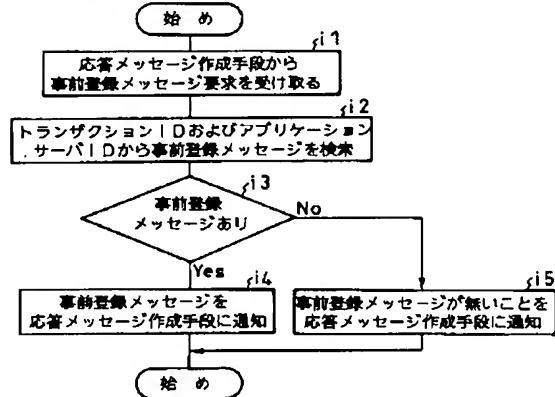 始 め
i1
応答メッセージ作成手段から
事前登録メッセージ要求を受け取る
i2
トランザクションIDおよびアプリケーション
サーバIDから事前登録メッセージを検索
i3
事前登録
メッセージあり
No
Yes
i4
事前登録メッセージを
応答メッセージ作成手段に通知
i5
事前登録メッセージが無いことを
応答メッセージ作成手段に通知
始 め